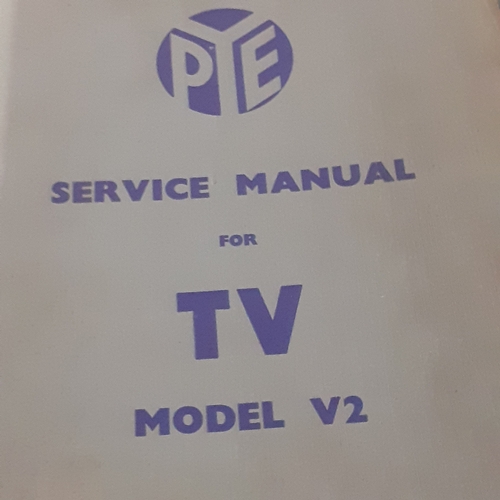 PYE
SERVICE MANUAL
FOR
TV
MODEL V2